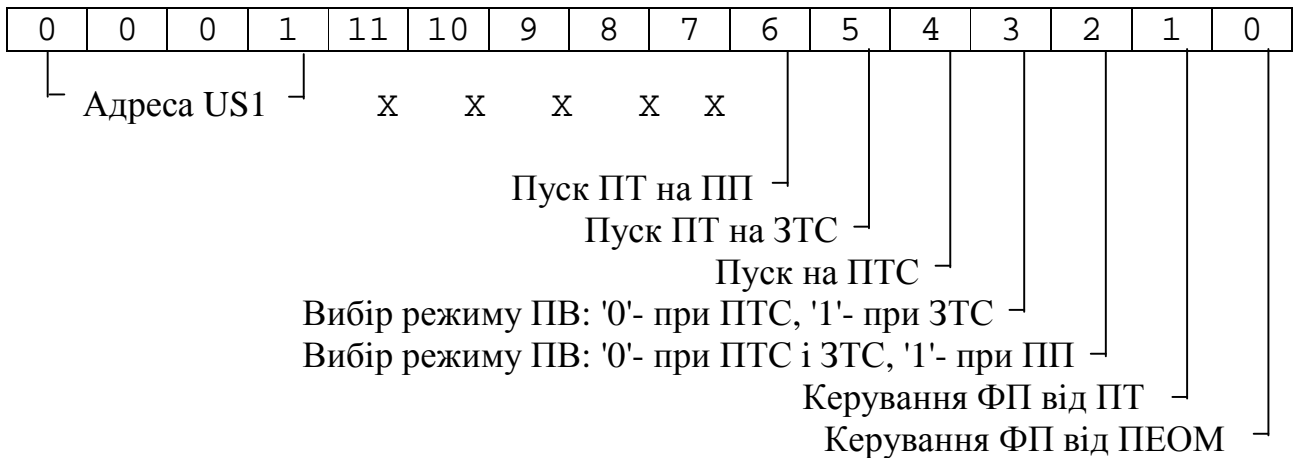 0 0 0 1 11 10 9 8 7 6 5 4 3 2 1 0
Адреса US1 x x x x x
Пуск ПТ на ПП
Пуск ПТ на ЗТС
Пуск на ПТС
Вибір режиму ПВ: '0'- при ПТС, '1'- при ЗТС
Вибір режиму ПВ: '0'- при ПТС і ЗТС, '1'- при ПП
Керування ФП від ПТ
Керування ФП від ПЕОМ